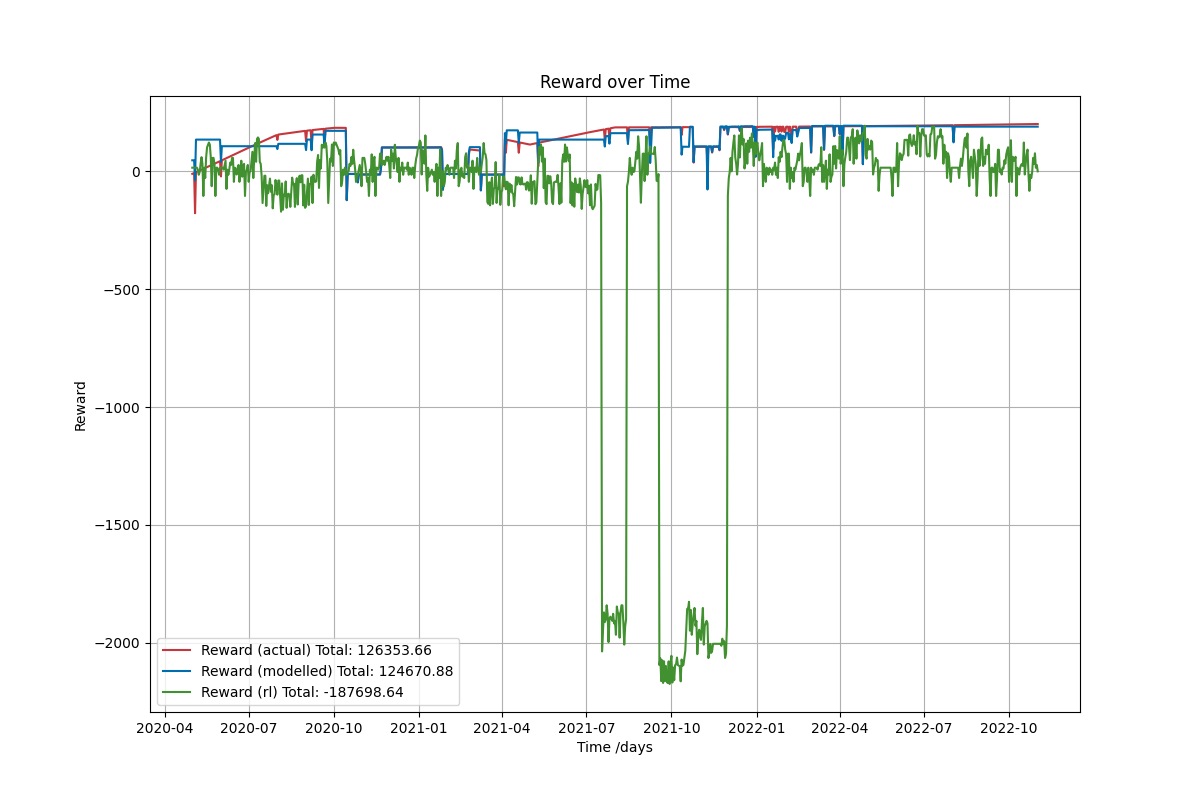 Reward over Time
Reward
0
−500
−1000
−1500
−2000
Reward (actual) Total: 126353.66
Reward (modelled) Total: 124670.88
Reward (rl) Total: -187698.64
2020-04 2020-07 2020-10 2021-01 2021-04 2021-07 2021-10 2022-01 2022-04 2022-07 2022-10
Time /days